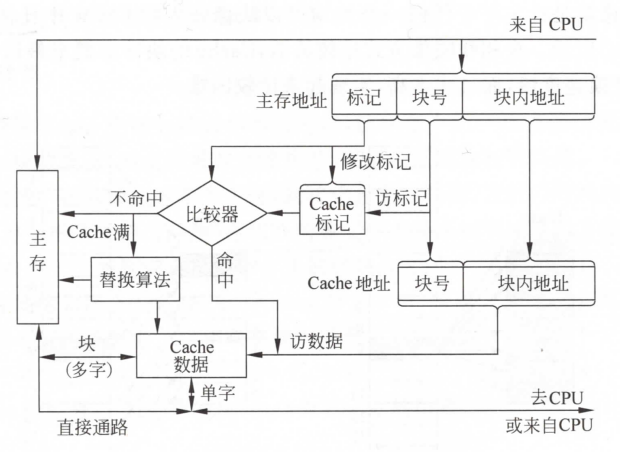 来自 CPU
主存地址 标记 块号 块内地址
修改标记
不命中 比较器 Cache 标记 访标记
主存
Cache满
命中
替换算法
Cache 地址 块号 块内地址
块
(多字)
Cache
数据
访数据
单字
去CPU
直接通路
或来自CPU